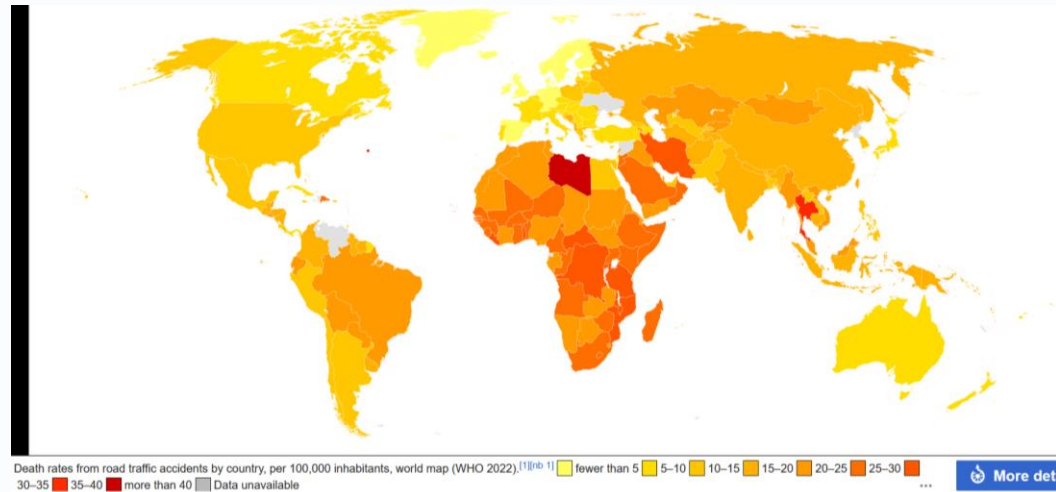 Death rates from road traffic accidents by country, per 100,000 inhabitants, world map (WHO 2022).[1][nb 1] fewer than 5 5–10 10–15 15–20 20–25 25–30
30–35 35–40 more than 40 Data unavailable ...
More det